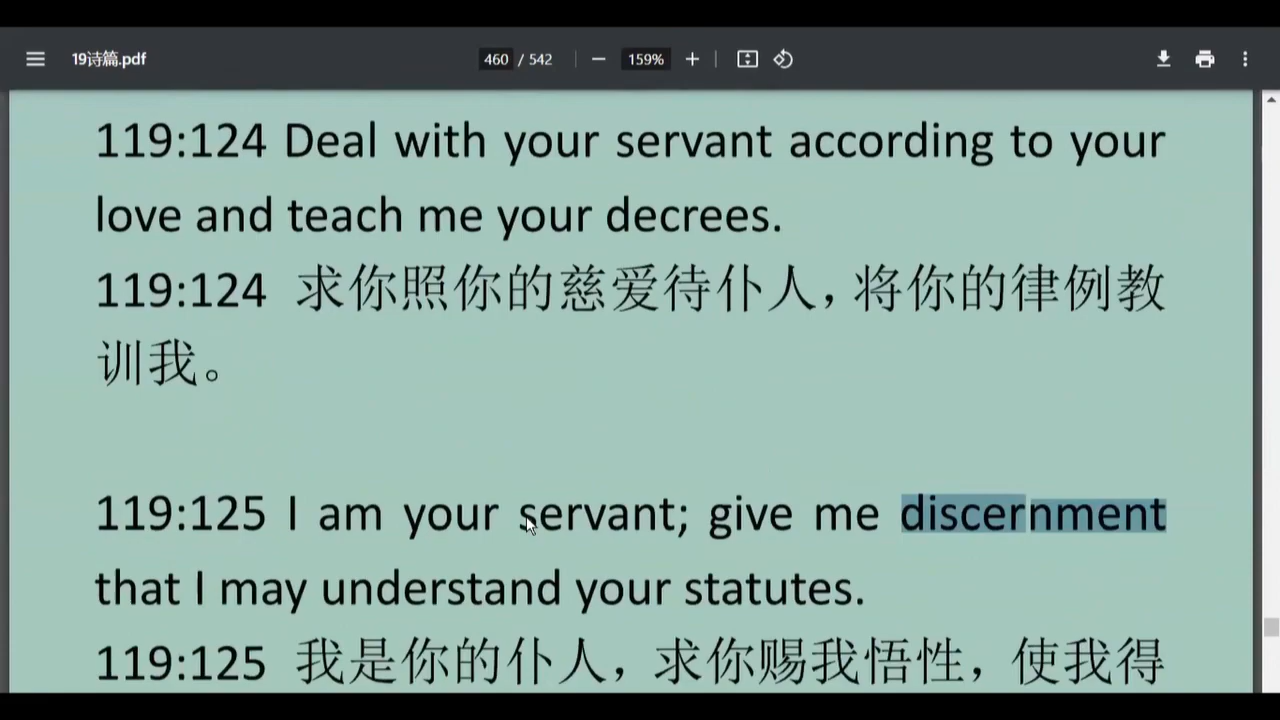 19诗篇.pdf
460 / 542
159%
119:124 Deal with your servant according to your
love and teach me your decrees.
119:124 求你照你的慈爱待仆人，将你的律例教
训我。
119:125 I am your servant; give me discernment
that I may understand your statutes.
119:125 我是你的仆人，求你赐我悟性，使我得